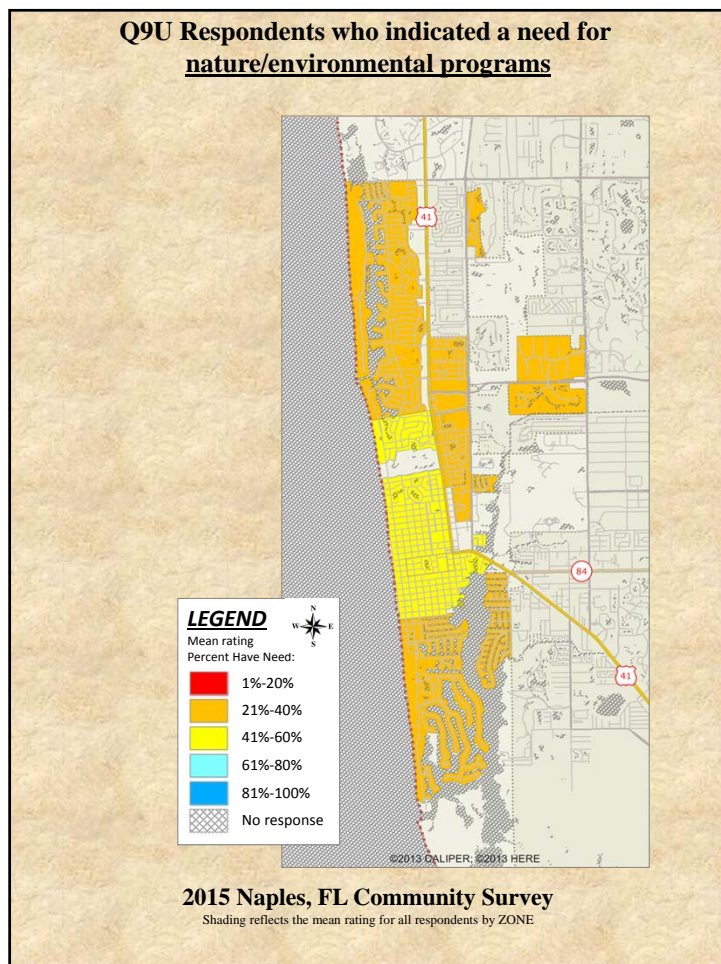 Q9U Respondents who indicated a need for
nature/environmental programs
41
84
41
LEGEND
N
W E
S
Mean rating
Percent Have Need:
1%-20%
21%-40%
41%-60%
61%-80%
81%-100%
No response
©2013 CALIPER; ©2013 HERE
2015 Naples, FL Community Survey
Shading reflects the mean rating for all respondents by ZONE